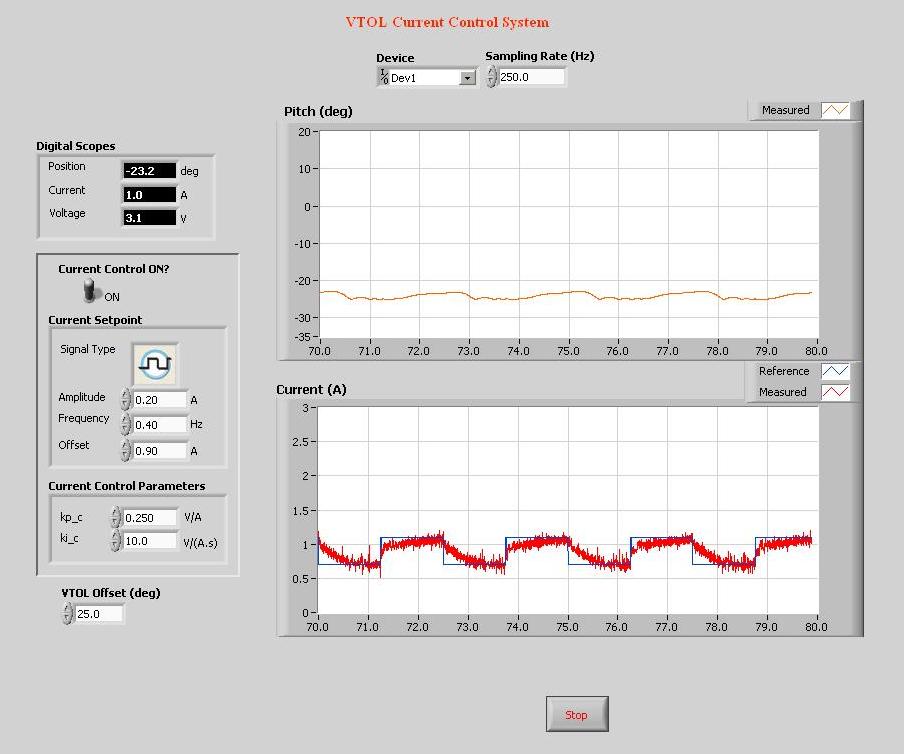 VTOL Current Control System
Device
Sampling Rate (Hz)
I/O Dev1
250.0
Pitch (deg)
Measured
20
10
0
-10
-20
-30
-35
70.0 71.0 72.0 73.0 74.0 75.0 76.0 77.0 78.0 79.0 80.0
Digital Scopes
Position -23.2 deg
Current 1.0 A
Voltage 3.1 V
Current Control ON?
ON
Current Setpoint
Signal Type
Amplitude 0.20 A
Frequency 0.40 Hz
Offset 0.90 A
Current Control Parameters
kp_c 0.250 V/A
ki_c 10.0 V/(A.s)
VTOL Offset (deg)
25.0
Current (A)
Reference
Measured
3
2.5
2
1.5
1
0.5
0
70.0 71.0 72.0 73.0 74.0 75.0 76.0 77.0 78.0 79.0 80.0
Stop